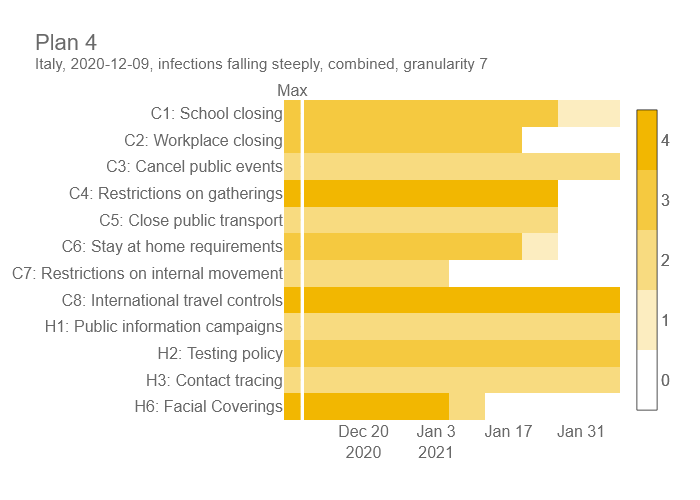 Plan 4
Italy, 2020-12-09, infections falling steeply, combined, granularity 7
Max
C1: School closing
C2: Workplace closing
C3: Cancel public events
C4: Restrictions on gatherings
C5: Close public transport
C6: Stay at home requirements
C7: Restrictions on internal movement
C8: International travel controls
H1: Public information campaigns
H2: Testing policy
H3: Contact tracing
H6: Facial Coverings
Dec 20 Jan 3 Jan 17 Jan 31
2020 2021
4
3
2
1
0